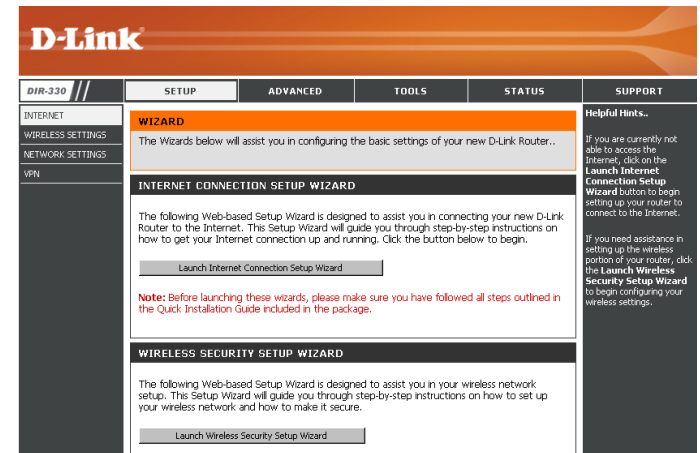 D-Link
DIR-330 //
SETUP
ADVANCED
TOOLS
STATUS
SUPPORT
INTERNET
WIRELESS SETTINGS
NETWORK SETTINGS
VPN
WIZARD
The Wizards below will assist you in configuring the basic settings of your new D-Link Router..
INTERNET CONNECTION SETUP WIZARD
The following Web-based Setup Wizard is designed to assist you in connecting your new D-Link
Router to the Internet. This Setup Wizard will guide you through step-by-step instructions on
how to get your Internet connection up and running. Click the button below to begin.
Launch Internet Connection Setup Wizard
Note: Before launching these wizards, please make sure you have followed all steps outlined in
the Quick Installation Guide included in the package.
WIRELESS SECURITY SETUP WIZARD
The following Web-based Setup Wizard is designed to assist you in your wireless network
setup. This Setup Wizard will guide you through step-by-step instructions on how to set up
your wireless network and how to make it secure.
Launch Wireless Security Setup Wizard
Helpful Hints..
If you are currently not
able to access the
Internet, click on the
Launch Internet
Connection Setup
Wizard button to begin
setting up your router to
connect to the Internet.
If you need assistance in
setting up the wireless
portion of your router, click
the Launch Wireless
Security Setup Wizard
to begin configuring your
wireless settings.